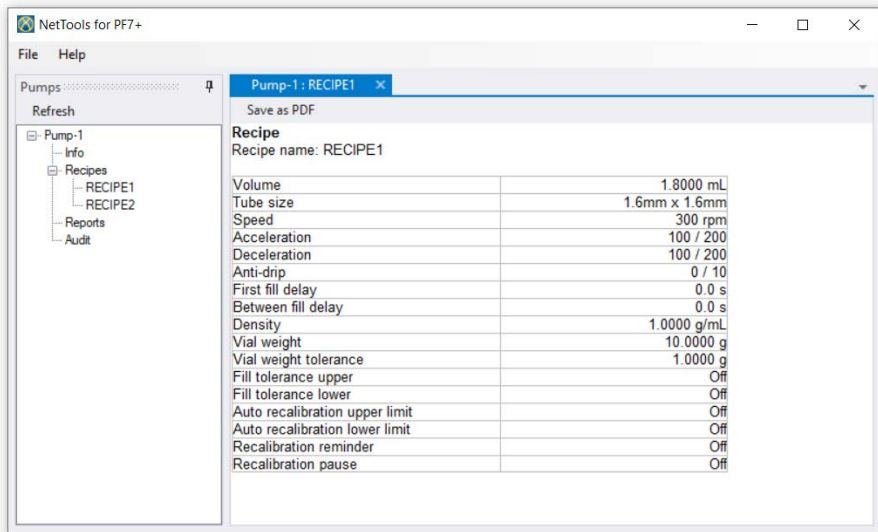 NetTools for PF7+
File Help
Pumps
Refresh
Pump-1
Info
Recipes
RECIPE1
RECIPE2
Reports
Audit
Pump-1 : RECIPE1
Save as PDF
Recipe
Recipe name: RECIPE1
Volume 1.8000 mL
Tube size 1.6mm x 1.6mm
Speed 300 rpm
Acceleration 100 / 200
Deceleration 100 / 200
Anti-drip 0 / 10
First fill delay 0.0 s
Between fill delay 0.0 s
Density 1.0000 g/mL
Vial weight 10.0000 g
Vial weight tolerance 1.0000 g
Fill tolerance upper Off
Fill tolerance lower Off
Auto recalibration upper limit Off
Auto recalibration lower limit Off
Recalibration reminder Off
Recalibration pause Off